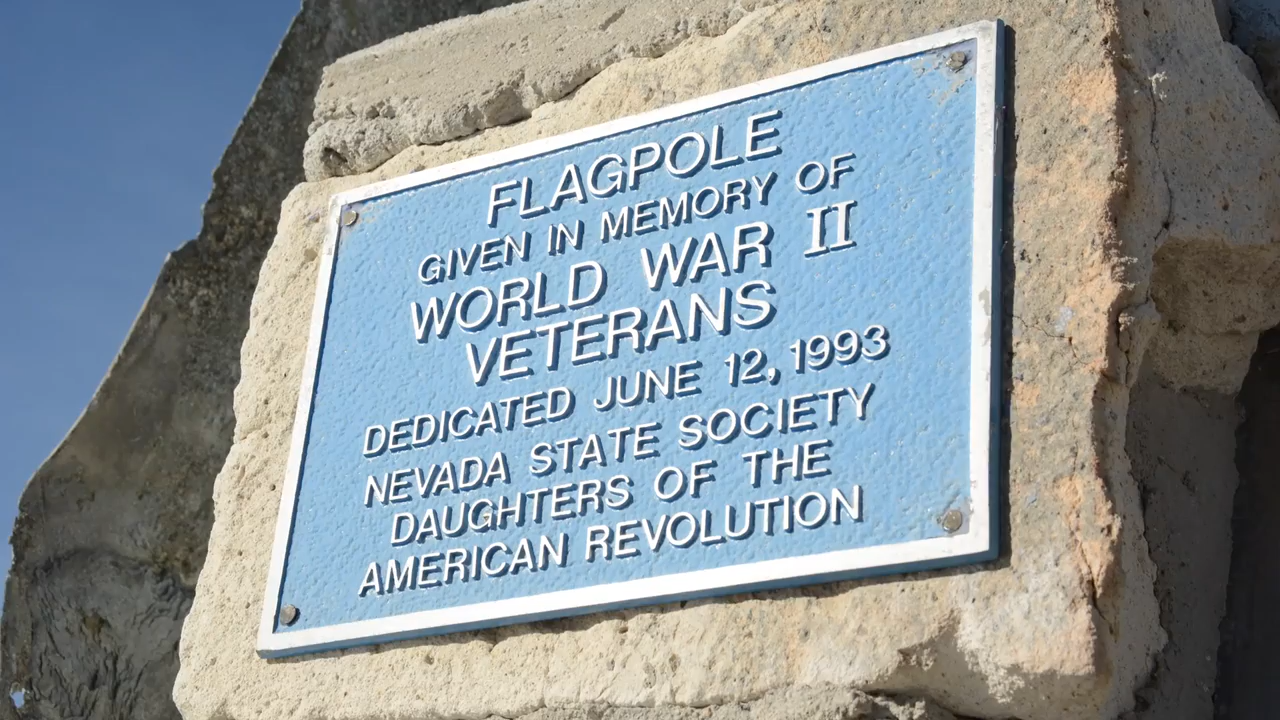 FLAGPOLE
GIVEN IN MEMORY OF
WORLD WAR II
VETERANS
DEDICATED JUNE 12, 1993
NEVADA STATE SOCIETY
DAUGHTERS OF THE
AMERICAN REVOLUTION